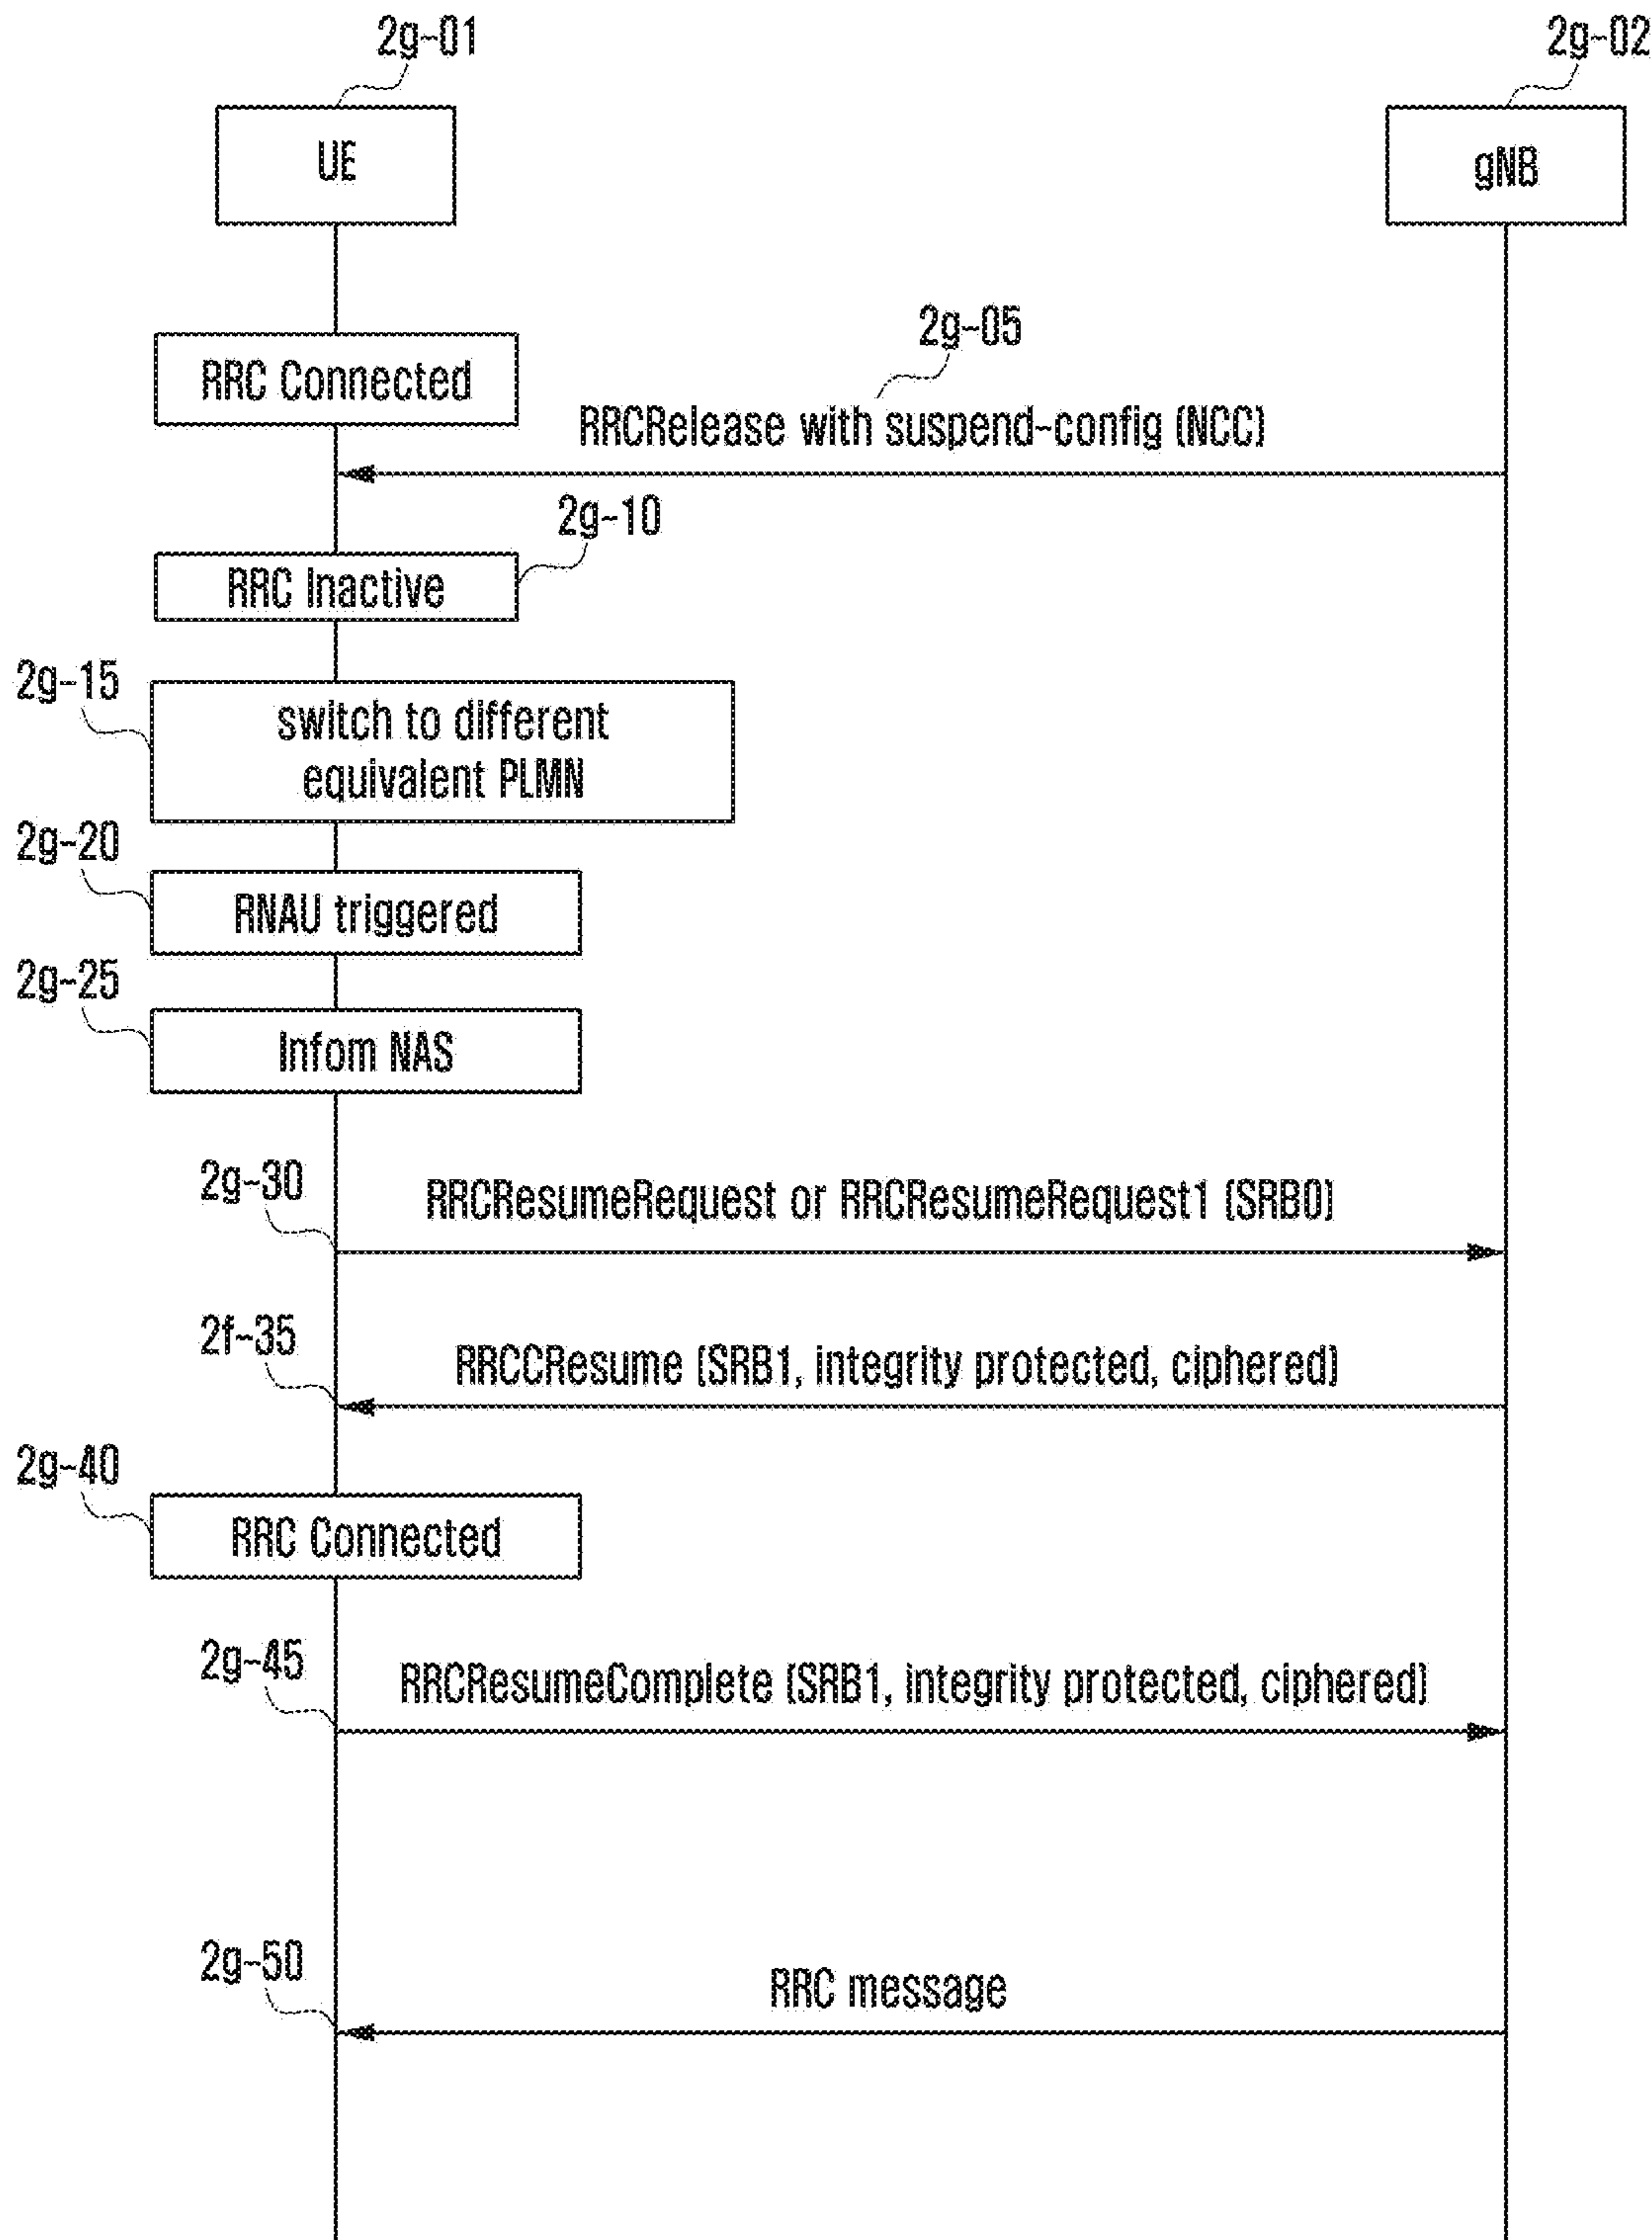 2g-01
2g-02
UE
gNB
RRC Connected
2g-05
RRCRelease with suspend-config (NCC)
2g-10
RRC Inactive
2g-15
switch to different
equivalent PLMN
2g-20
RNAU triggered
2g-25
Infom NAS
2g-30
RRCResumeRequest or RRCResumeRequest1 (SRB0)
2f-35
RRCCResume (SRB1, integrity protected, ciphered)
2g-40
RRC Connected
2g-45
RRCResumeComplete (SRB1, integrity protected, ciphered)
2g-50
RRC message